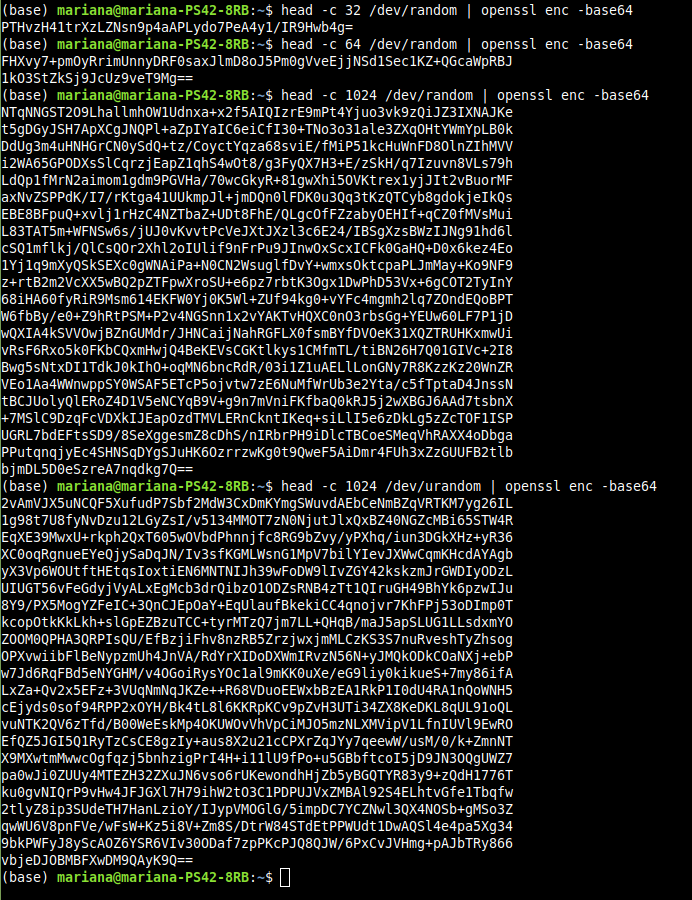 (base) mariana@mariana-PS42-8RB:~$ head -c 32 /dev/random | openssl enc -base64
PTHvzH41trXzLZNsn9p4aAPLydo7PeA4y1/IR9Hwb4g=
(base) mariana@mariana-PS42-8RB:~$ head -c 64 /dev/random | openssl enc -base64
FHXvy7+pmOyRrimUnnyDRF0saxJlmD8oJ5Pm0gVveEjjNSd1Sec1KZ+QGcaWpRBJ
1kO3StZkSj9JcUz9veT9Mg==
(base) mariana@mariana-PS42-8RB:~$ head -c 1024 /dev/random | openssl enc -base64
NTqNNGST2O9LhallmhOW1Udnxa+x2f5AIQIzrE9mPt4Yjuo3vk9zQiJZ3IXNAJKe
t5gDGyJSH7ApXCgJNQPl+aZpIYaIC6eiCfI30+TNo3o31ale3ZXqOHtYWmYpLB0k
DdUg3m4uHNHGrCN0ySdQ+tz/CoyctYqza68sviE/fMiP51kcHuWnFD8OlnZIhMVV
i2WA65GPODXsSlCqrzjEapZ1qhS4wOt8/g3FyQX7H3+E/zSkH/q7Izuvn8VLs79h
LdQp1fMrN2aimom1gdm9PGVHa/70wcGkyR+81gwXhi5OVKtrex1yjJIt2vBuorMF
axNvZSPPdK/I7/rKtga41UUkmpJl+jmDQn0lFDK0u3Qq3tKzQTCyb8gdokjeIkQs
EBE8BFpuQ+xvlj1rHzC4NZTbaZ+UDt8FhE/QLgcOfFZzabyOEHIf+qCZ0fMVsMui
L83TAT5m+WFNSw6s/jUJ0vKvvtPcVeJXtJXzl3c6E24/IBSgXzsBWzIJNg91hd6l
cSQ1mflkj/QlCsQOr2Xhl2oIUlif9nFrPu9JInwOxScxICFk0GaHQ+D0x6kez4Eo
1Yj1q9mXyQSkSEXc0gWNAiPa+N0CN2WsuglfDvY+wmxsOktcpaPLJmMay+Ko9NF9
z+rtB2m2VcXX5wBQ2pZTFpwXroSU+e6pz7rbtK3Ogx1DwPhD53Vx+6gCOT2TyInY
68iHA60fyRiR9Msm614EKFW0Yj0K5Wl+ZUf94kg0+vYFc4mgmh2lq7ZOndEQoBPT
W6fbBy/e0+Z9hRtPSM+P2v4NGSnn1x2vYAKTvHQXC0nO3rbsGg+YEUw60LF7P1jD
wQXIA4kSVVOwjBZnGUMdr/JHNCaijNahRGFLX0fsmBYfDVOeK31XQZTRUHKxmwUi
vRsF6Rxo5k0FKbCQxmHwjQ4BeKEVsCGKtlkys1CMfmTL/tiBN26H7Q01GIVc+2I8
Bwg5sNtxDI1TdkJ0kIhO+oqMN6bncRdR/03i1Z1uAELlLonGNy7R8KzzKz20WnZR
VEo1Aa4WWnwppSY0WSAF5ETcP5ojvtw7zE6NuMfWrUb3e2Yta/c5fTptaD4JnssN
tBCJUolyQlERoZ4D1V5eNCYqB9V+g9n7mVniFKfbaQ0kRJ5j2wXBGJ6AAd7tsbnX
+7MSlC9DzqFcVDXkIJEapOzdTMVLERnCkntIKeq+siLlI5e6zDkLg5zZcTOF1ISP
UGRL7bdEFtsSD9/8SeXggesmZ8cDhS/nIRbrPH9iDlcTBCoeSMeqVhRAXX4oDbga
PPutqnqjyEc4SHNSqDYgSJuHK6OzrrzwKg0t9QweF5AiDmr4FUh3xZzGUUFB2tlb
bjmDL5D0eSzreA7nqdkg7Q==
(base) mariana@mariana-PS42-8RB:~$ head -c 1024 /dev/urandom | openssl enc -base64
2vAmVJX5uNCQF5XufudP7Sbf2MdW3CxDmKYmgSWuvdAEbCeNmBZqVRTKM7yg26IL
1g98t7U8fyNvDzu12LGyZsI/v5134MMOT7zN0NjutJlxQxBZ40NGZcMBi65STW4R
EqXE39MwxU+rkph2QxT605wOVbdPhnnjfc8RG9bZvy/yPXhq/iun3DGkXHz+yR36
XC0oqRgnueEYeQjySaDqJN/Iv3sfKGMLWsnG1MpV7bilYIevJXWwCqmKHcdAYAgb
yX3Vp6WOUtftHEtqsIoxtiEN6MNTNIJh39wFoDW9lIvZGY42kskzmJrGWDIyODzL
UIUGT56vFeGdyjVyALxEgMcb3drQibzO1ODZsRNB4zTt1QIruGH49BhYk6pzwIJu
8Y9/PX5MogYZFeIC+3QnCJEpOaY+EqUlaufBkekiCC4qnojvr7KhFPj53oDImp0T
kcopOtkKkLkh+slGpEZBzuTCC+tyrMTzQ7jm7LL+QHqB/maJ5apSLUG1LLsdxmYO
ZOOM0QPHA3QRPIsQU/EfBzjiFhv8nzRB5ZrzjwxjmMLCzKS3S7nuRveshTyZhsog
OPXvwiibFlBeNypzmUh4JnVA/RdYrXIDoDXWmIRvzN56N+yJMQkODkCOaNXj+ebP
w7Jd6RqFBd5eNYGHM/v4OGoiRysYOc1al9mKK0uXe/eG9liy0kikueS+7my86ifA
LxZa+Qv2x5EFz+3VUqNmNqJKZe++R68VDuoEEWxbBzEA1RkP1I0dU4RA1nQoWNH5
cEjyds0sof94RPP2xOYH/Bk4tL8l6KKRpKCv9pZvH3UTi34ZX8KeDKL8qUL91oQL
vuNTK2QV6zTfd/B00WeEskMp4OKUWOvVhVpCiMJO5mzNLXMVipV1LfnIUVl9EwRO
EfQZ5JGI5Q1RyTzCsCE8gzIy+aus8X2u21cCPXrZqJYy7qeewW/usM/0/k+ZmnNT
X9MXwtmMwwcOgfqzj5bnhzigPrI4H+i11U9fPo+u5GBbftcoI5jD9JN3OQgUWZ7
pa0wJi0ZUUy4MTEZH32ZXuJN6vso6rUKewondhHjZb5yBGQTYR83y9+zQdH1776T
ku0gvNIQrP9vHw4JFJGXl7H79ihW2tO3C1PDPUJVxZMBAl92S4ELhtvGfe1Tbqfw
2tlyZ8ip3SUdeTH7HanLzioY/IJypVMOGlG/5impDC7YCZNwl3QX4NOSb+gMSo3Z
qwWU6V8pnFVe/wFsW+Kz5i8V+Zm8S/DtrW84STdEtPPWUdt1DwAQSl4e4pa5Xg34
9bkPWFyJ8yScAOZ6YSR6VIv30ODaf7zpPKcPJQ8QJW/6PxCvJVHmg+pAJbTRy866
vbjeDJOBMBFXwDM9QAyK9Q==
(base) mariana@mariana-PS42-8RB:~$